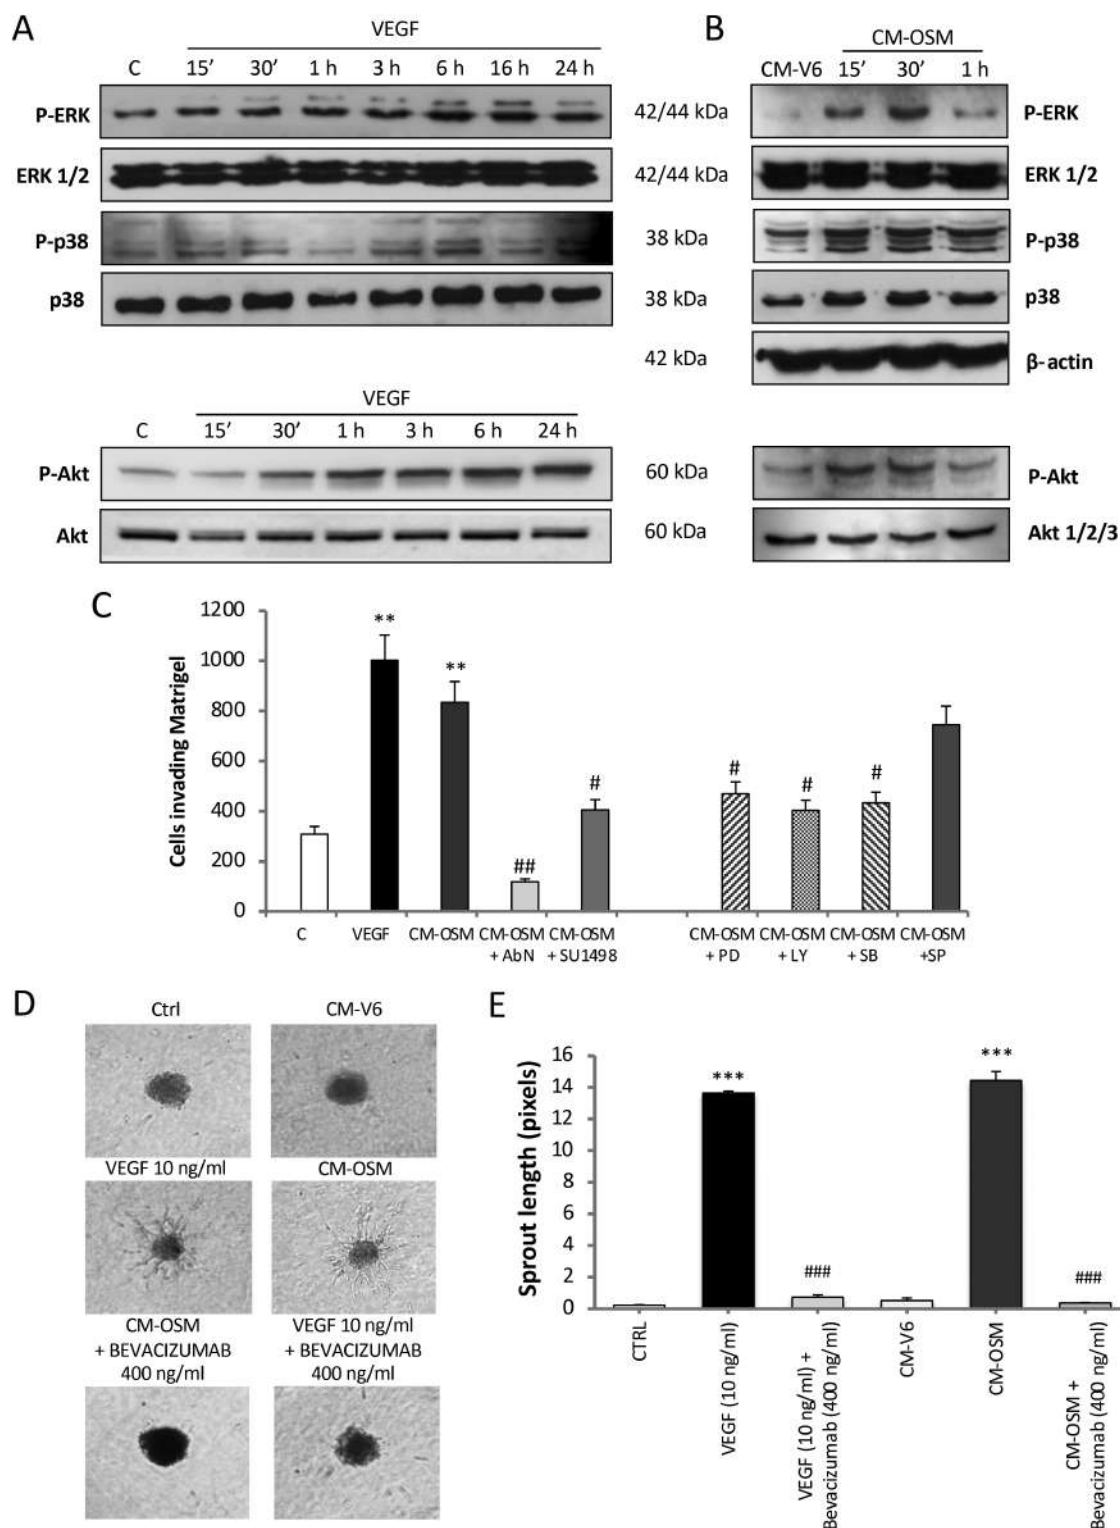 A
VEGF
C 15’ 30’ 1 h 3 h 6 h 16 h 24 h
P-ERK
ERK 1/2
P-p38
p38
42/44 kDa
42/44 kDa
38 kDa
38 kDa
42 kDa
B
CM-OSM
CM-V6 15’ 30’ 1 h
P-ERK
ERK 1/2
P-p38
p38
β-actin
VEGF
C 15’ 30’ 1 h 3 h 6 h 24 h
P-Akt
Akt
60 kDa
60 kDa
P-Akt
Akt 1/2/3
C
Cells invading Matrigel
1200
1000
800
600
400
200
0
**
**
##
#
#
#
#
C
VEGF
CM-OSM
CM-OSM
+ AbN
CM-OSM
+ SU1498
CM-OSM
+ PD
CM-OSM
+ LY
CM-OSM
+ SB
CM-OSM
+SP
D
Ctrl
CM-V6
VEGF 10 ng/ml
CM-OSM
CM-OSM
+ BEVACIZUMAB
400 ng/ml
VEGF 10 ng/ml
+ BEVACIZUMAB
400 ng/ml
E
Sprout length (pixels)
16
14
12
10
8
6
4
2
0
***
###
***
###
CTRL
VEGF (10 ng/ml)
VEGF (10 ng/ml) +
Bevacizumab (400 ng/ml)
CM-V6
CM-OSM
CM-OSM +
Bevacizumab (400 ng/ml)